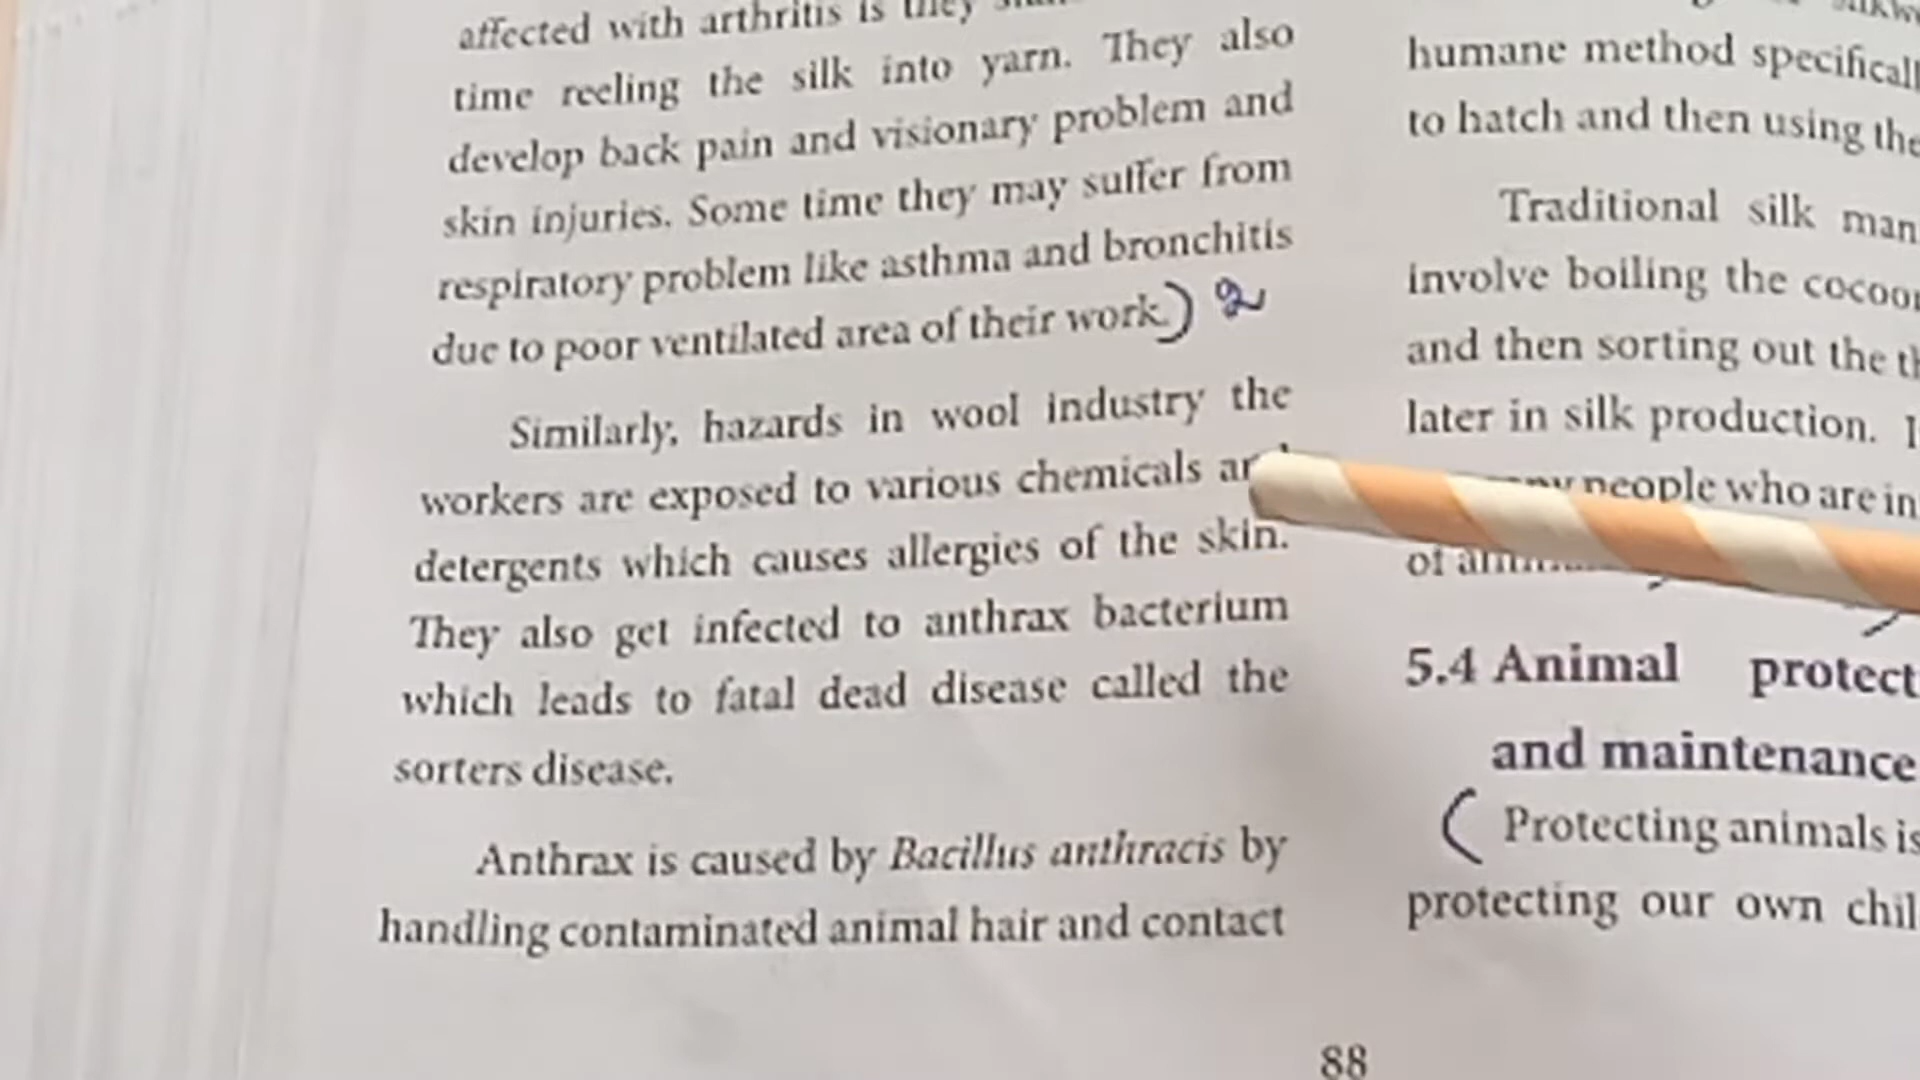 affected with arthritis is they
time reeling the silk into yarn. They also
develop back pain and visionary problem and
skin injuries. Some time they may suffer from
respiratory problem like asthma and bronchitis
due to poor ventilated area of their work.)
Similarly, hazards in wool industry the
workers are exposed to various chemicals and
detergents which causes allergies of the skin.
They also get infected to anthrax bacterium
which leads to fatal dead disease called the
sorters disease.
Anthrax is caused by Bacillus anthracis by
handling contaminated animal hair and contact
humane method specificall
to hatch and then using the
Traditional silk man
involve boiling the cocoon
and then sorting out the th
later in silk production. I
people who are in
of
5.4 Animal protect
and maintenance
( Protecting animals is
protecting our own chil
88